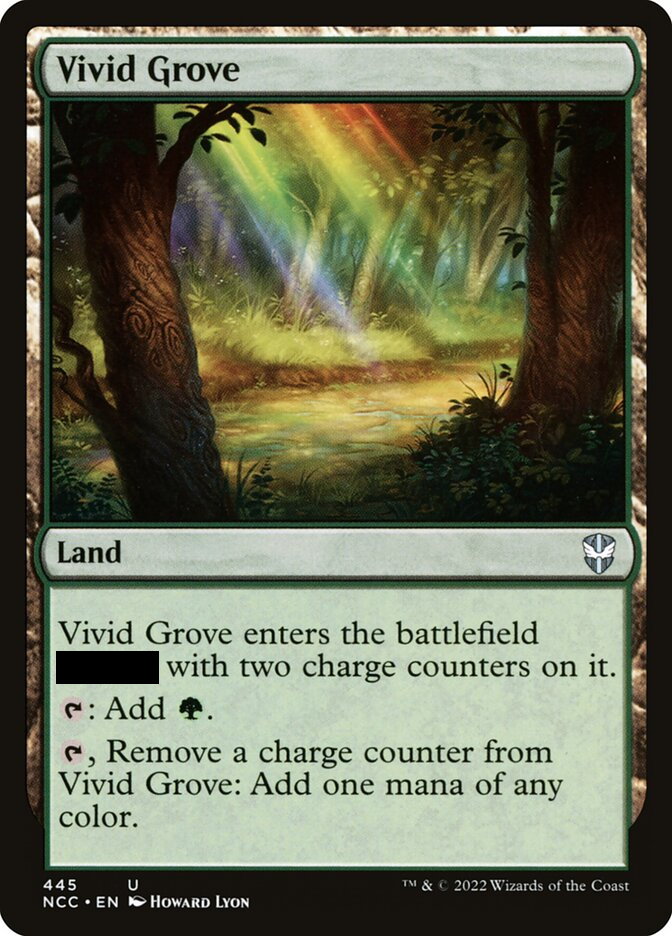 Vivid Grove
Land
Vivid Grove enters the battlefield
with two charge counters on it.
: Add .
, Remove a charge counter from
Vivid Grove: Add one mana of any
color.
445 U
™ & © 2022 Wizards of the Coast
NCC • EN Howard Lyon